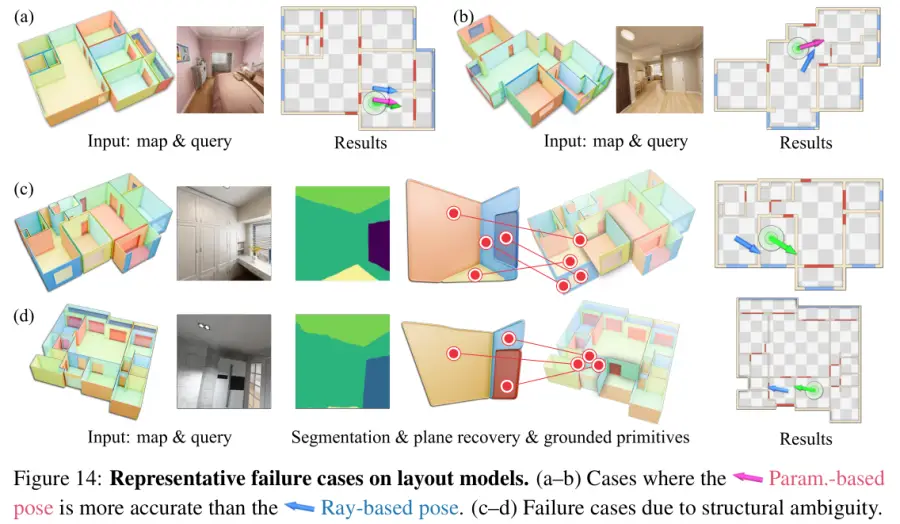 (a)
(b)
Input: map & query
Results
Input: map & query
Results
(c)
(d)
Input: map & query
Segmentation & plane recovery & grounded primitives
Results
Figure 14: Representative failure cases on layout models. (a–b) Cases where the Param.-based
pose is more accurate than the Ray-based pose. (c–d) Failure cases due to structural ambiguity.